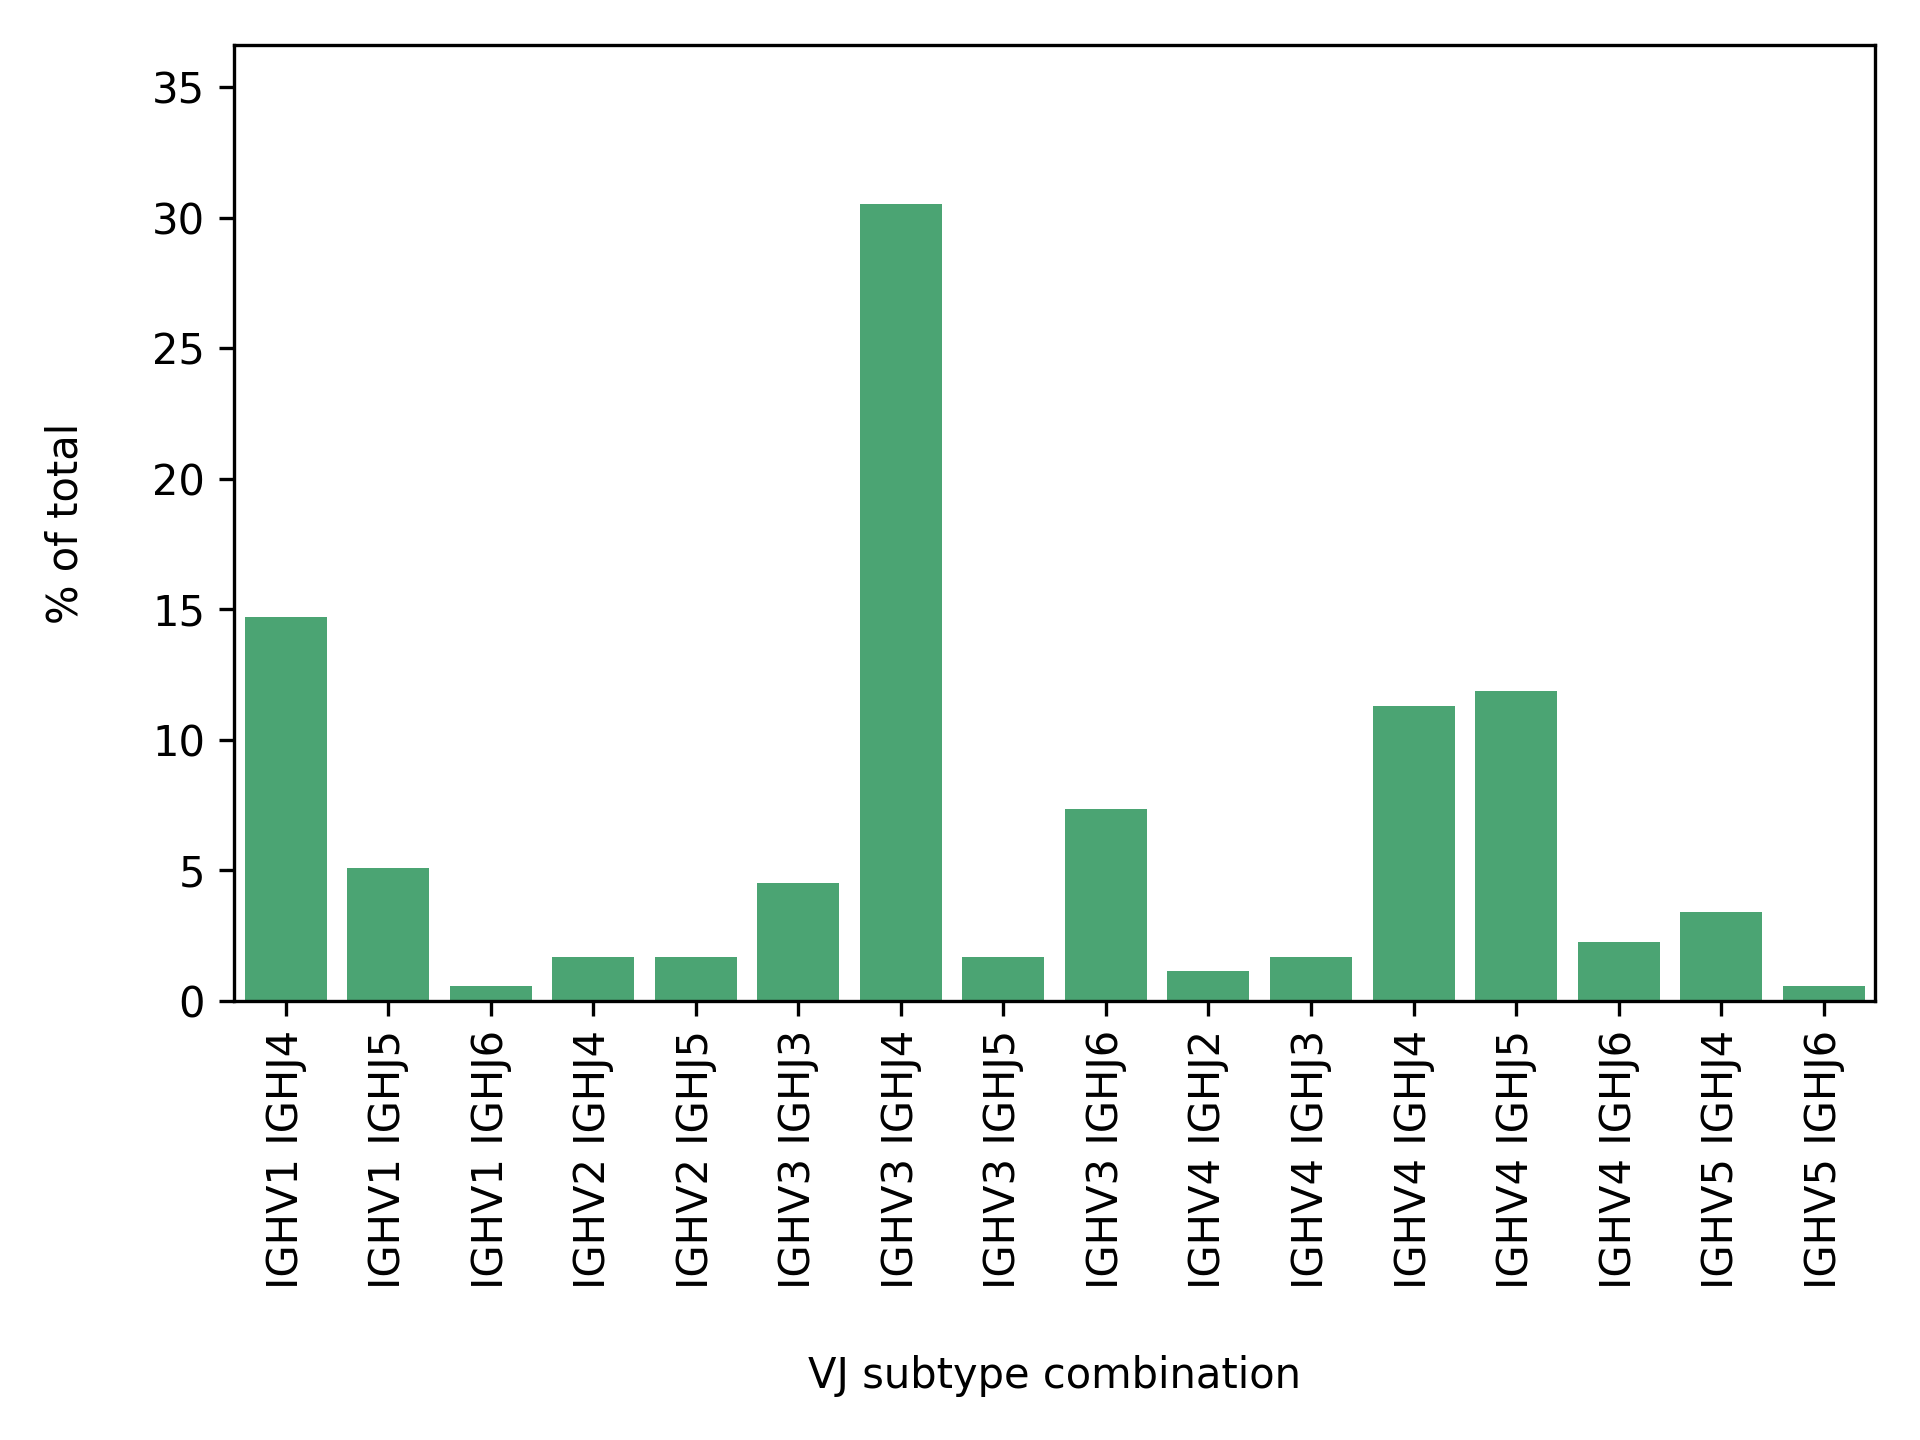 % of total
35
30
25
20
15
10
5
0
IGHV1 IGHJ4
IGHV1 IGHJ5
IGHV1 IGHJ6
IGHV2 IGHJ4
IGHV2 IGHJ5
IGHV3 IGHJ3
IGHV3 IGHJ4
IGHV3 IGHJ5
IGHV3 IGHJ6
IGHV4 IGHJ2
IGHV4 IGHJ3
IGHV4 IGHJ4
IGHV4 IGHJ5
IGHV4 IGHJ6
IGHV5 IGHJ4
IGHV5 IGHJ6
VJ subtype combination